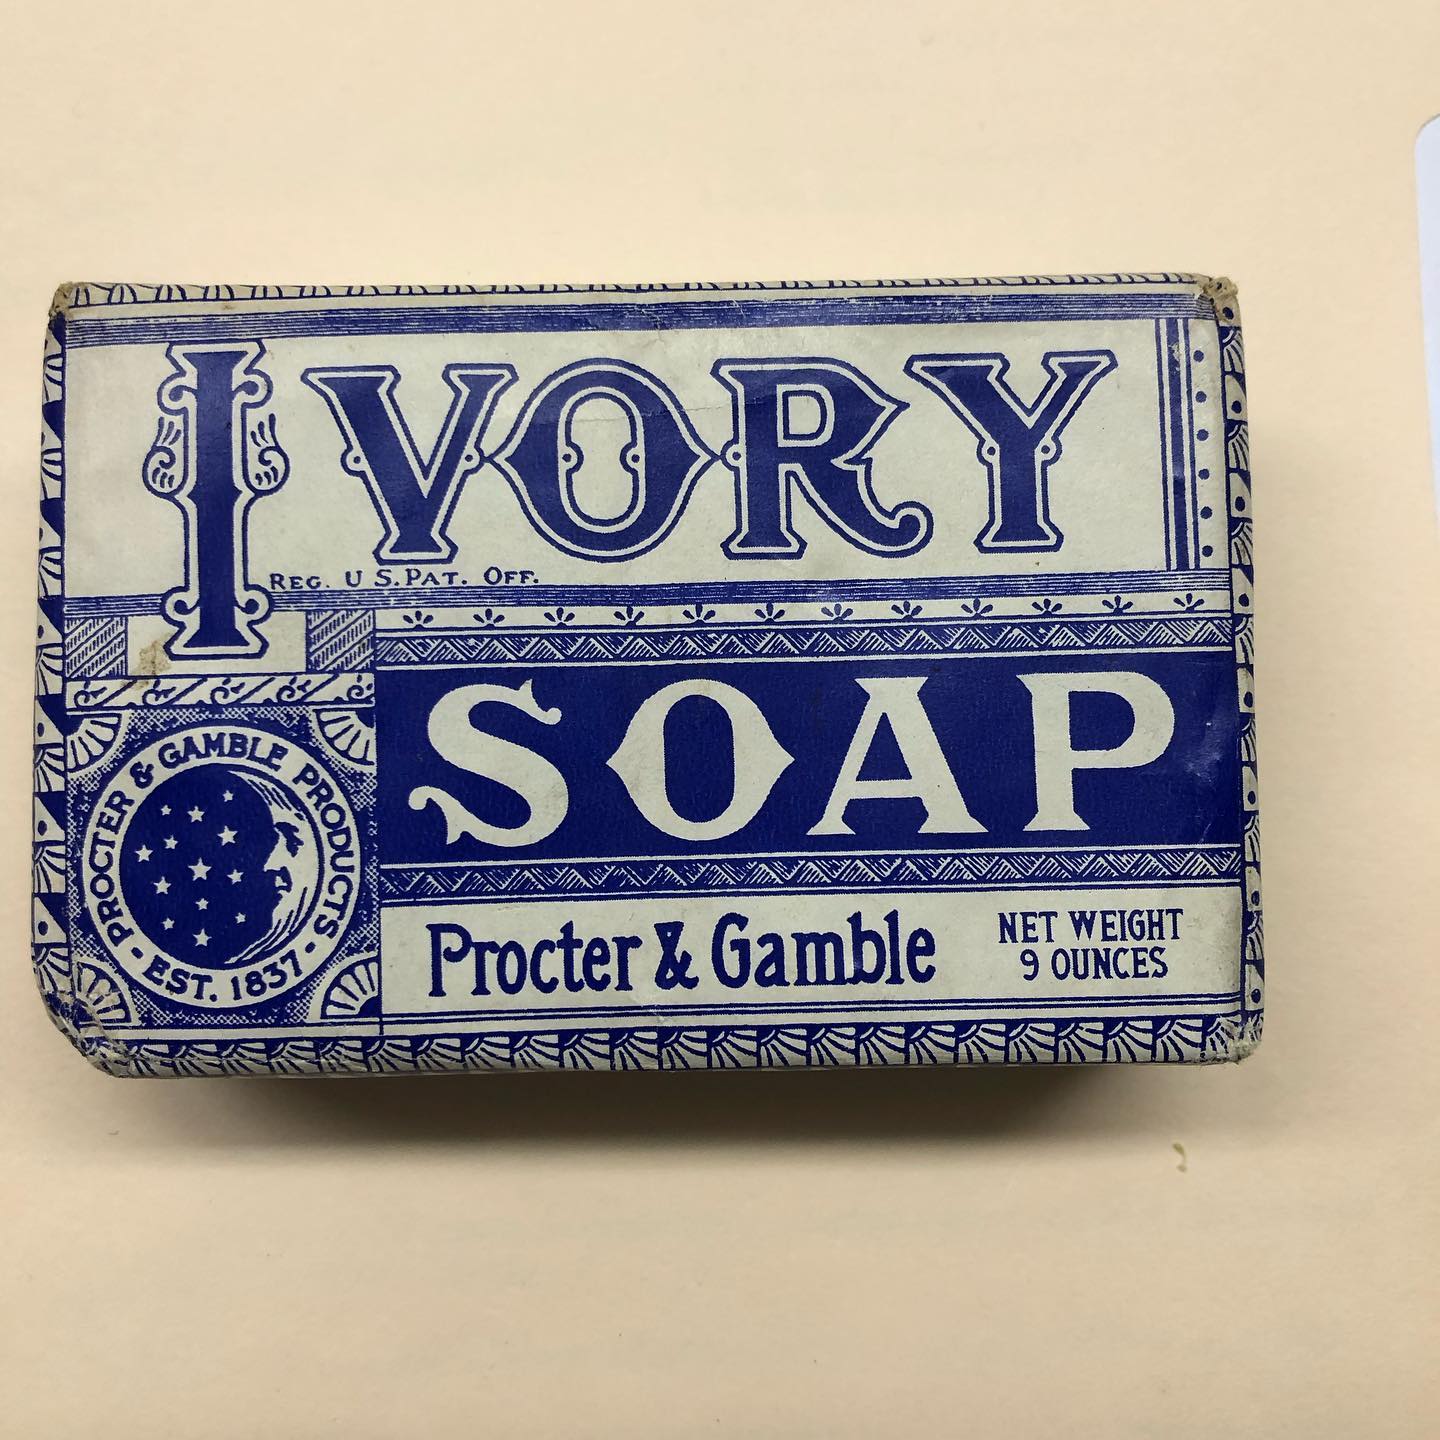 IVORY
REG. U S. PAT. OFF.
SOAP
PROCTER & GAMBLE PRODUCTS
EST. 1837
Procter & Gamble
NET WEIGHT
9 OUNCES